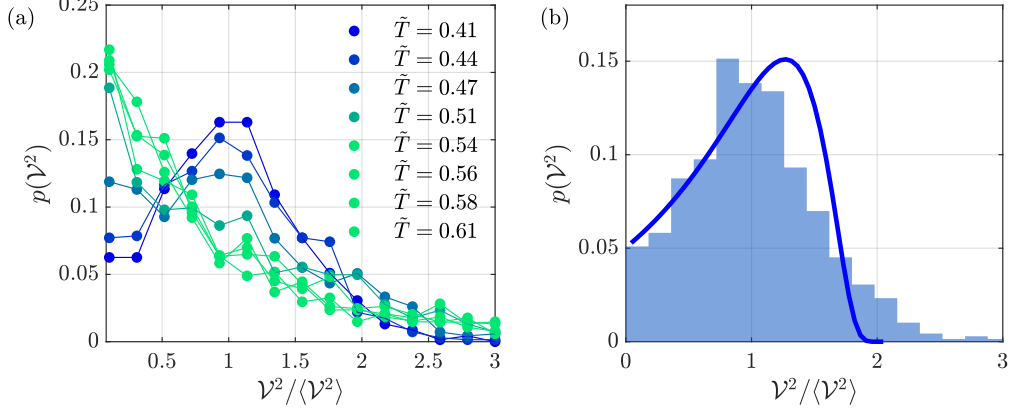 (a)
0.25
0.2
0.15
0.1
0.05
0
p(𝒱²)
0.5
1
1.5
2
2.5
3
𝒱²/⟨𝒱²⟩
T̃ = 0.41
T̃ = 0.44
T̃ = 0.47
T̃ = 0.51
T̃ = 0.54
T̃ = 0.56
T̃ = 0.58
T̃ = 0.61
(b)
0.15
0.1
0.05
0
p(𝒱²)
0
1
2
3
𝒱²/⟨𝒱²⟩